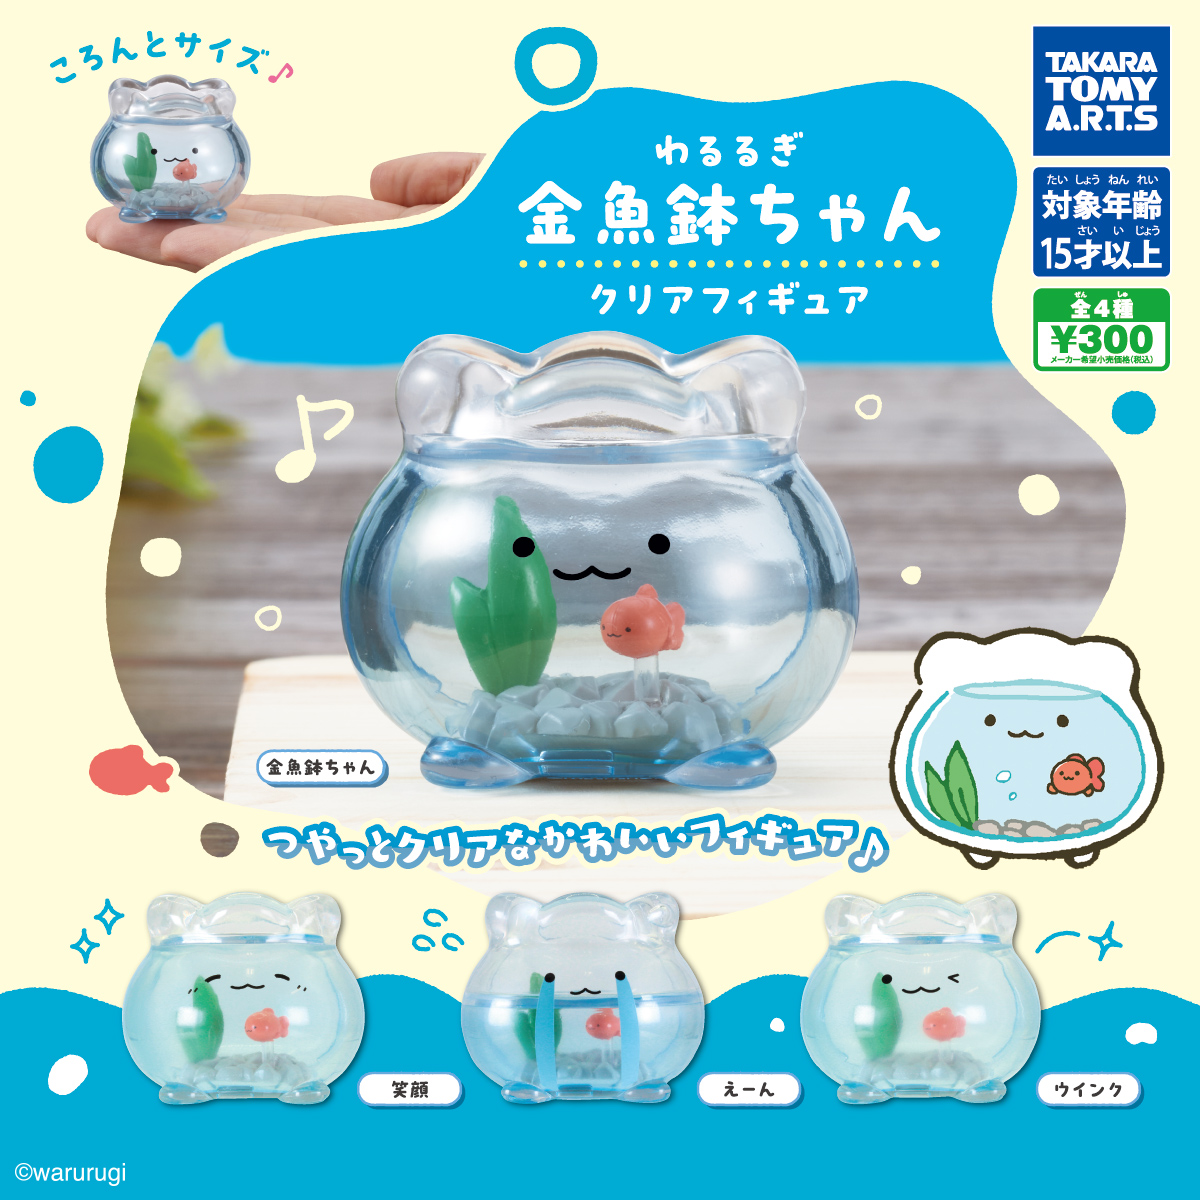 ころんとサイズ♪
TAKARA
TOMY
A.R.T.S
わるるぎ
金魚鉢ちゃん
クリアフィギュア
たい しょう ねん れい
対象年齢
さい い じょう
15才以上
ぜん しゅ
全4種
¥300
メーカー希望小売価格(税込)
金魚鉢ちゃん
つやっとクリアなかわいいフィギュア♪
笑顔
えーん
ウインク
©warurugi